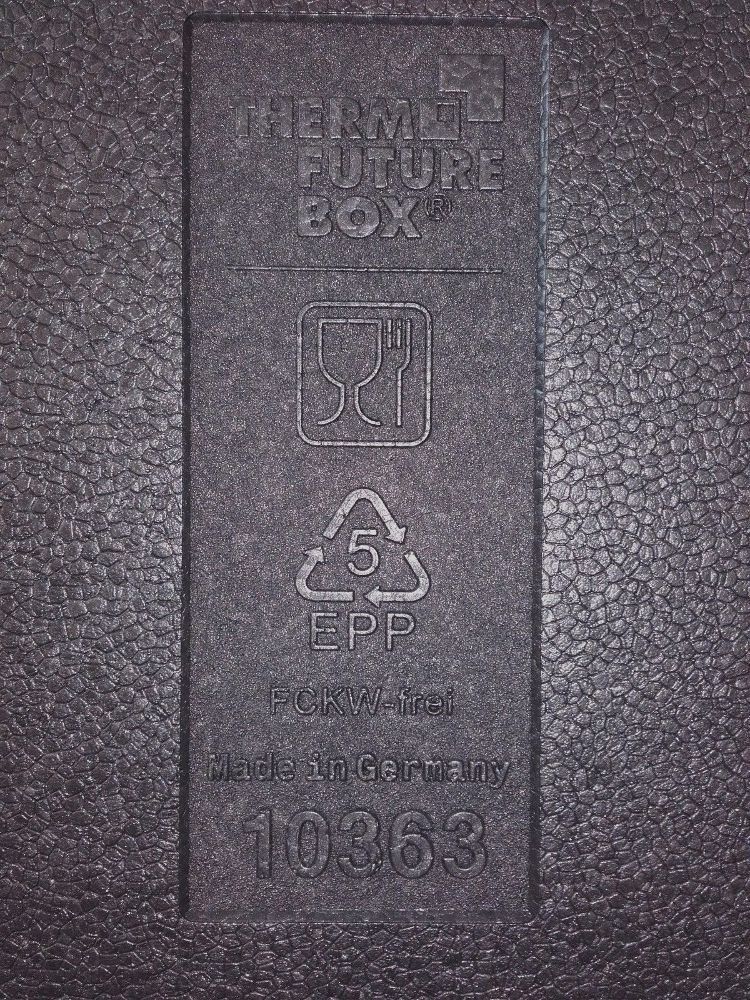 THERMO
FUTURE
BOX®
5
EPP
FCKW-frei
Made in Germany
10363